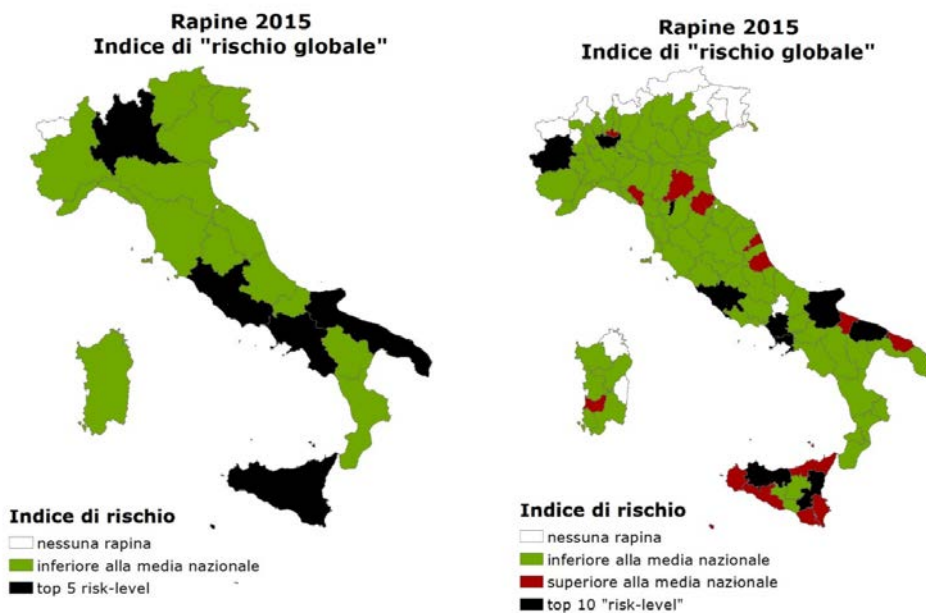 Rapine 2015
Indice di "rischio globale"
Indice di rischio
nessuna rapina
inferiore alla media nazionale
top 5 risk-level
Rapine 2015
Indice di "rischio globale"
Indice di rischio
nessuna rapina
inferiore alla media nazionale
superiore alla media nazionale
top 10 "risk-level"